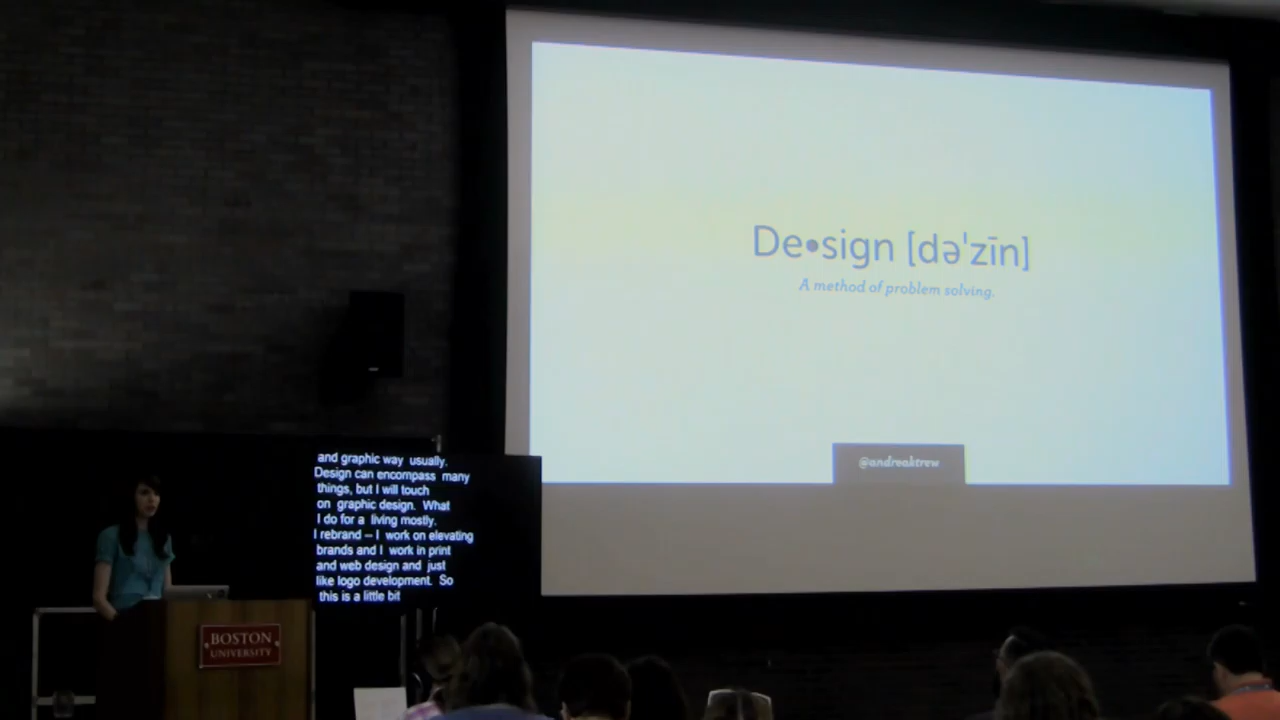 De•sign [də'zīn]
A method of problem solving.
@andreaktrew
and graphic way usually.
Design can encompass many
things, but I will touch
on graphic design. What
I do for a living mostly.
I rebrand – I work on elevating
brands and I work in print
and web design and just
like logo development. So
this is a little bit
BOSTON
UNIVERSITY